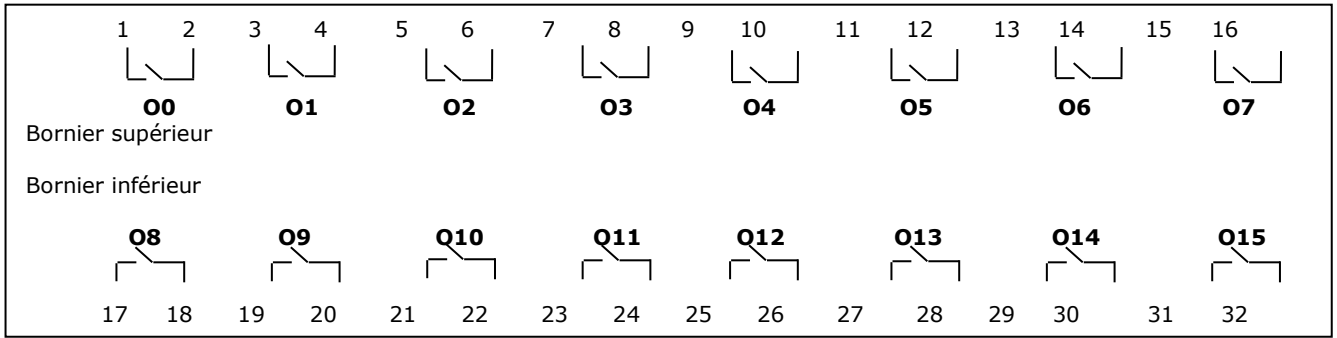 1 2 3 4 5 6 7 8 9 10 11 12 13 14 15 16
O0 O1 O2 O3 O4 O5 O6 O7
Bornier supérieur
Bornier inférieur
O8 O9 O10 O11 O12 O13 O14 O15
17 18 19 20 21 22 23 24 25 26 27 28 29 30 31 32